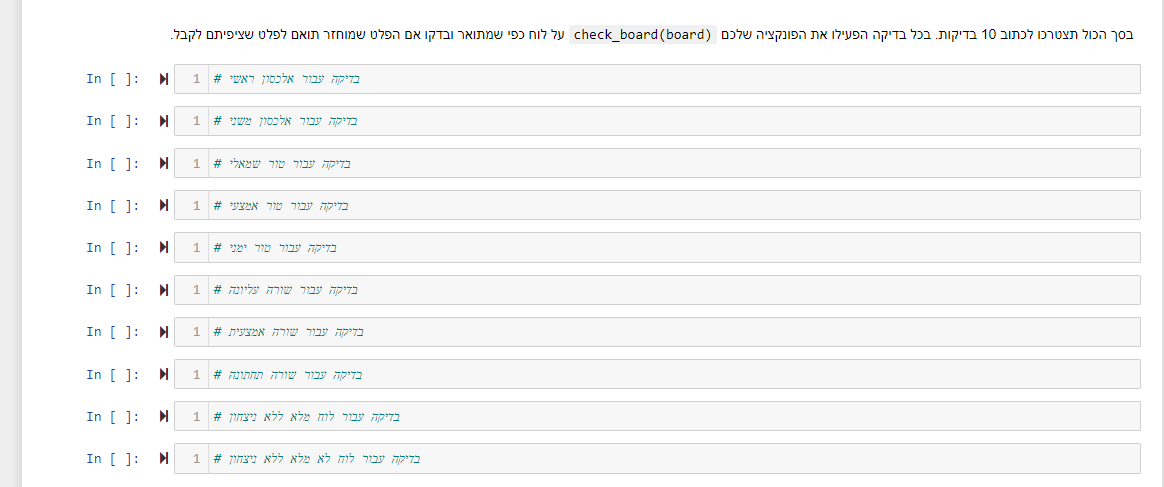 בסך הכול תצטרכו לכתוב 10 בדיקות. בכל בדיקה הפעילו את הפונקציה שלכם check_board(board) על לוח כפי שמתואר ובדקו אם הפלט שמוחזר תואם לפלט שציפיתם לקבל.
In [ ]: 1 # בדיקה עבור אלכסון ראשי
In [ ]: 1 # בדיקה עבור אלכסון משני
In [ ]: 1 # בדיקה עבור טור שמאלי
In [ ]: 1 # בדיקה עבור טור אמצעי
In [ ]: 1 # בדיקה עבור טור ימני
In [ ]: 1 # בדיקה עבור שורה עליונה
In [ ]: 1 # בדיקה עבור שורה אמצעית
In [ ]: 1 # בדיקה עבור שורה תחתונה
In [ ]: 1 # בדיקה עבור לוח מלא ללא ניצחון
In [ ]: 1 # בדיקה עבור לוח לא מלא ללא ניצחון